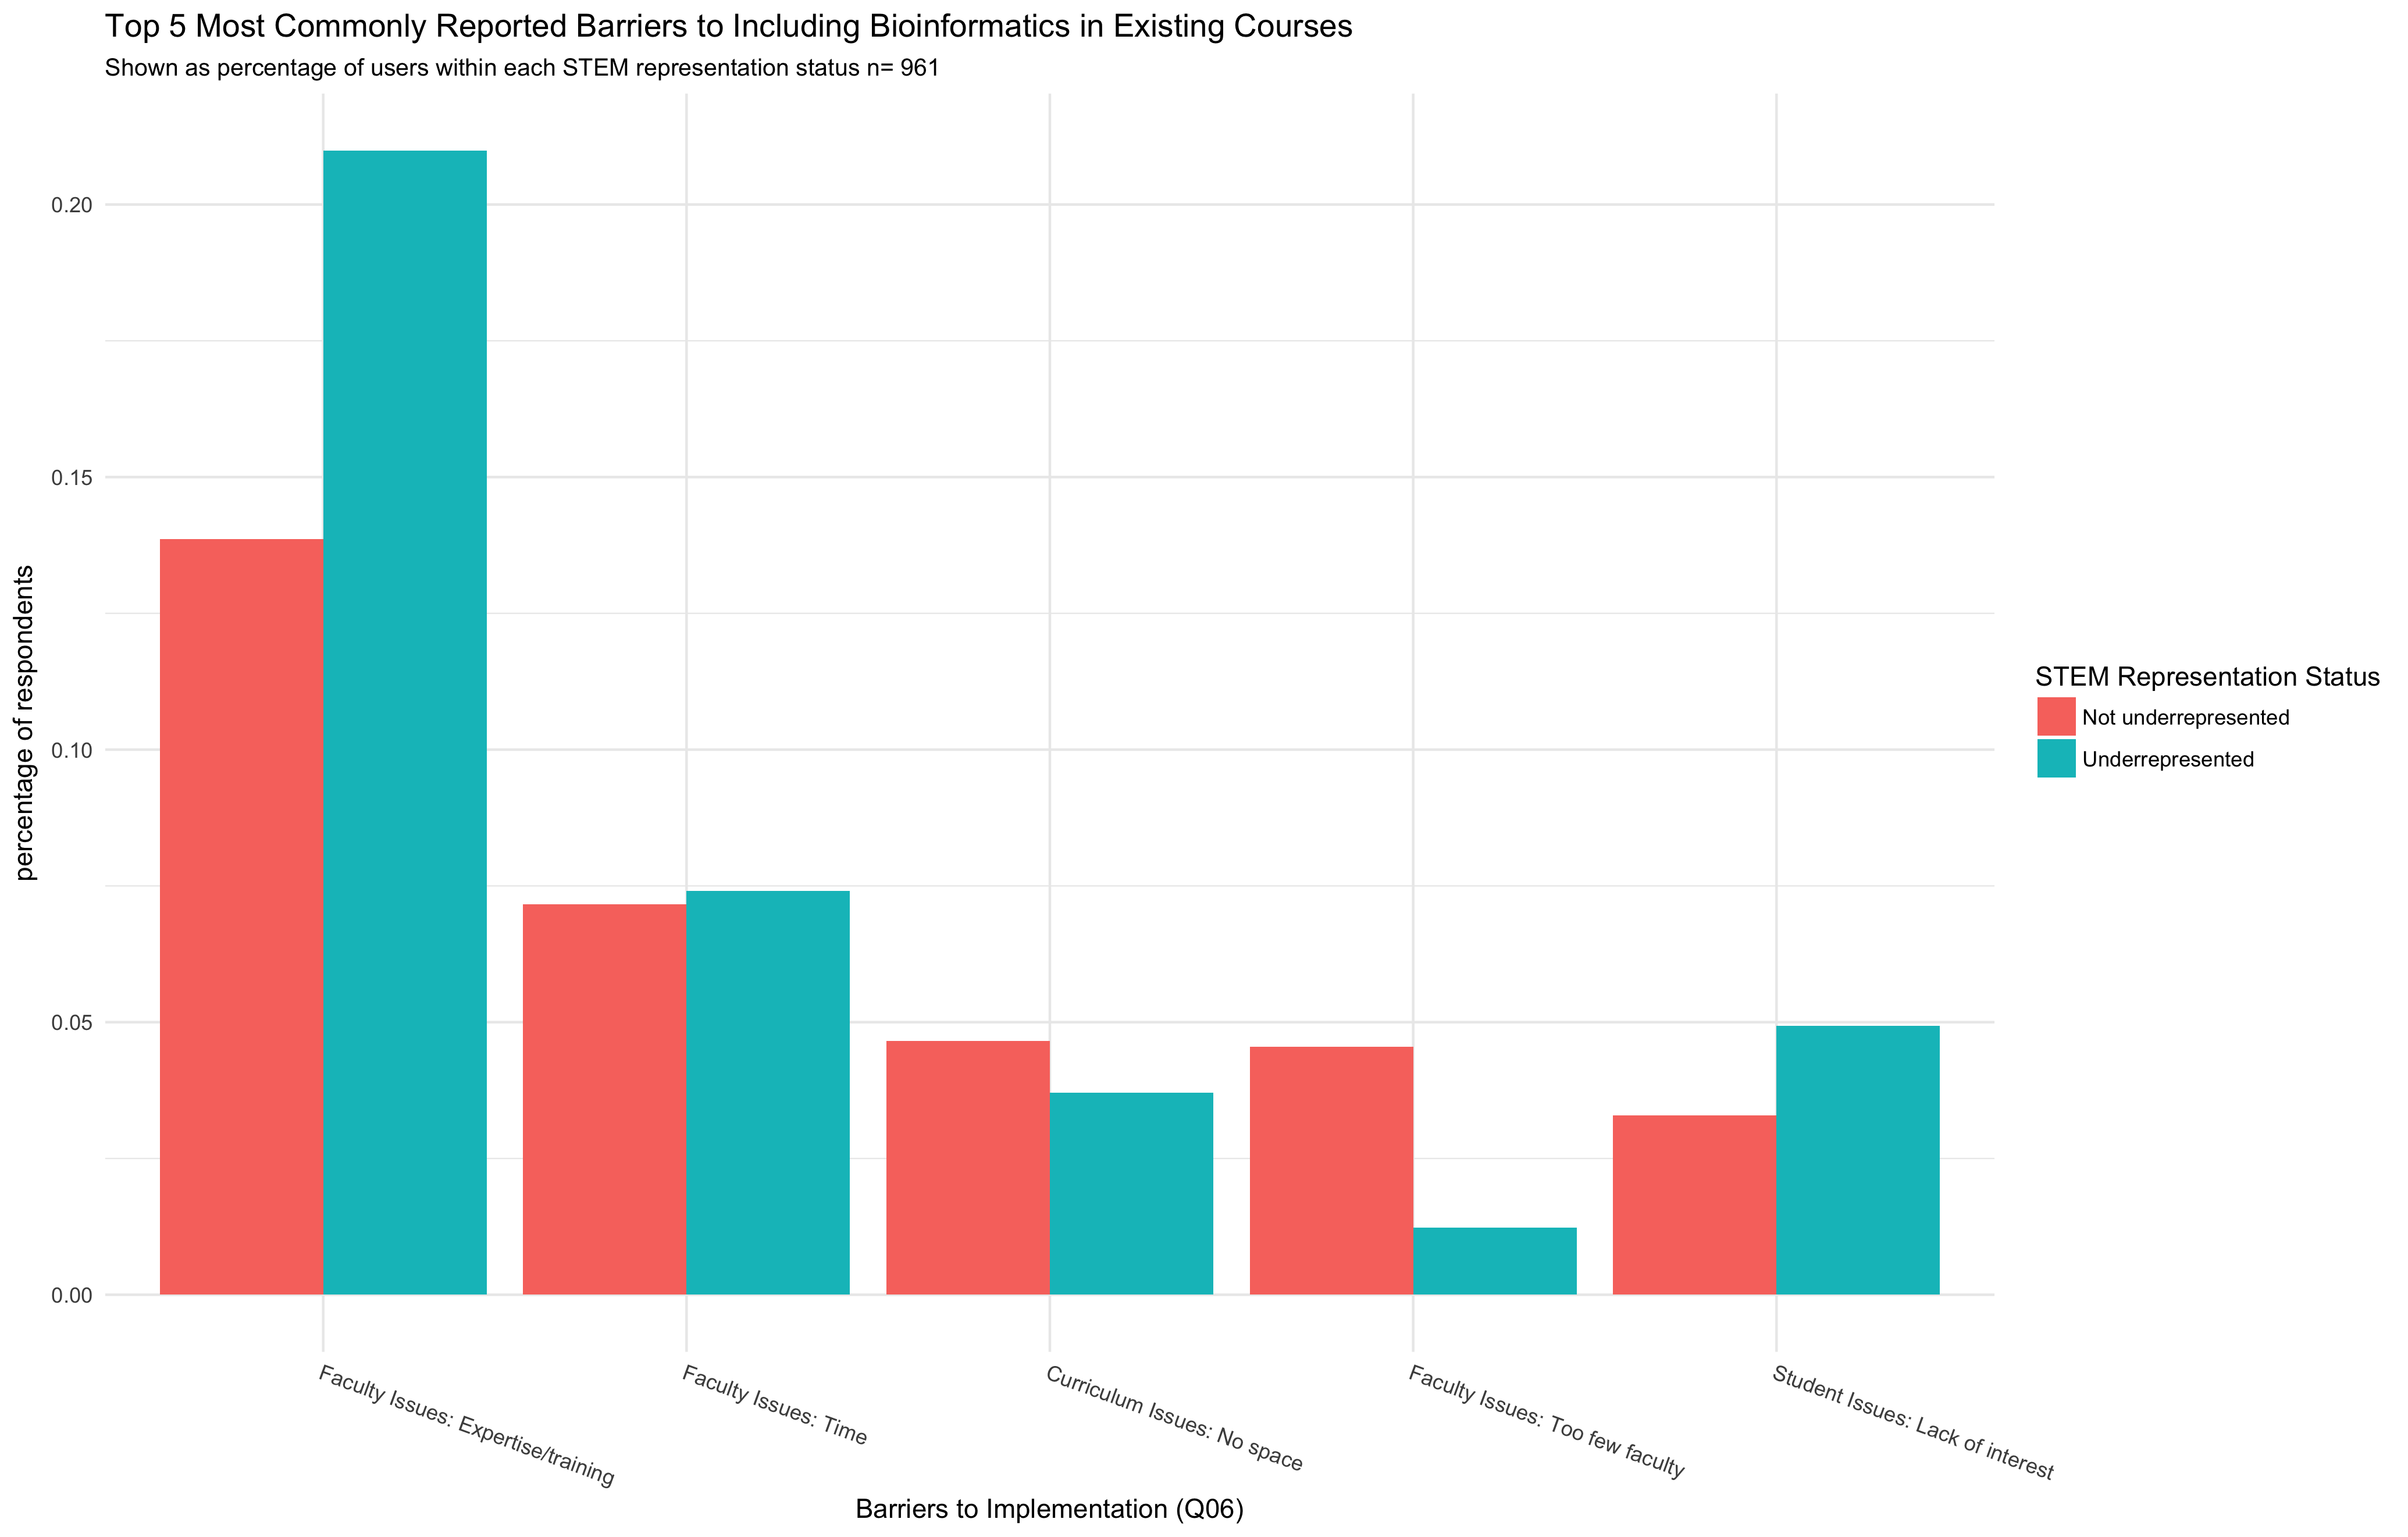 Top 5 Most Commonly Reported Barriers to Including Bioinformatics in Existing Courses
Shown as percentage of users within each STEM representation status n= 961
percentage of respondents
0.20
0.15
0.10
0.05
0.00
Faculty Issues: Expertise/training
Faculty Issues: Time
Curriculum Issues: No space
Faculty Issues: Too few faculty
Student Issues: Lack of interest
Barriers to Implementation (Q06)
STEM Representation Status
Not underrepresented
Underrepresented